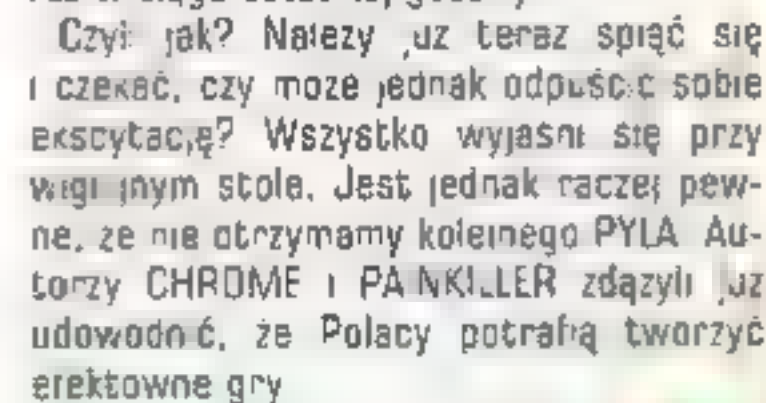 Czyli jak? Należy już teraz spiąć się
i czekać, czy może jednak odpuścić sobie
ekscytację? Wszystko wyjaśni się przy
wigilijnym stole. Jest jednak raczej pew-
ne, że nie otrzymamy kolejnego PYLA Au-
torzy CHROME i PAINKILLER zdążyli już
udowodnić, że Polacy potrafią tworzyć
efektowne gry